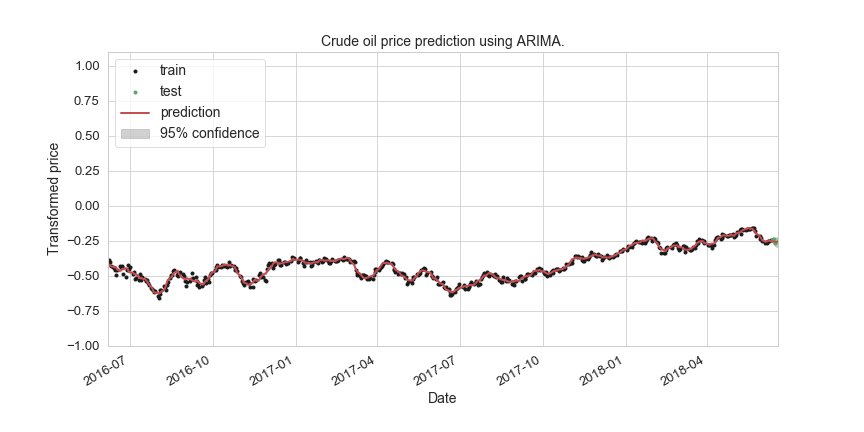 Crude oil price prediction using ARIMA.
1.00
0.75
0.50
0.25
0.00
−0.25
−0.50
−0.75
−1.00
Transformed price
train
test
prediction
95% confidence
2016-07
2016-10
2017-01
2017-04
2017-07
2017-10
2018-01
2018-04
Date